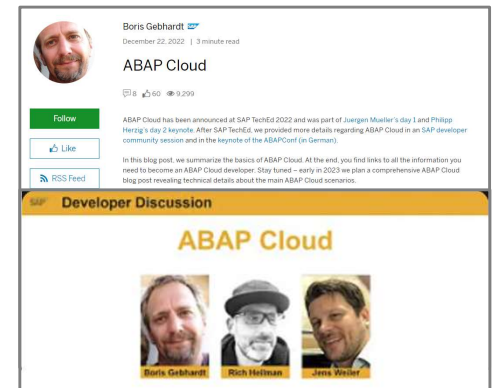 Boris Gebhardt SAP
December 22, 2022 | 3 minute read
ABAP Cloud
8 60 9,299
Follow
Like
RSS Feed
ABAP Cloud has been announced at SAP TechEd 2022 and was part of Juergen Mueller's day 1 and Philipp
Herzig's day 2 keynote. After SAP TechEd, we provided more details regarding ABAP Cloud in an SAP developer
community session and in the keynote of the ABAPConf (in German).
In this blog post, we summarize the basics of ABAP Cloud. At the end, you find links to all the information you
need to become an ABAP Cloud developer. Stay tuned – early in 2023 we plan a comprehensive ABAP Cloud
blog post revealing technical details about the main ABAP Cloud scenarios.
SAP Developer Discussion
ABAP Cloud
Boris Gebhardt Rich Heilman Jens Weiler